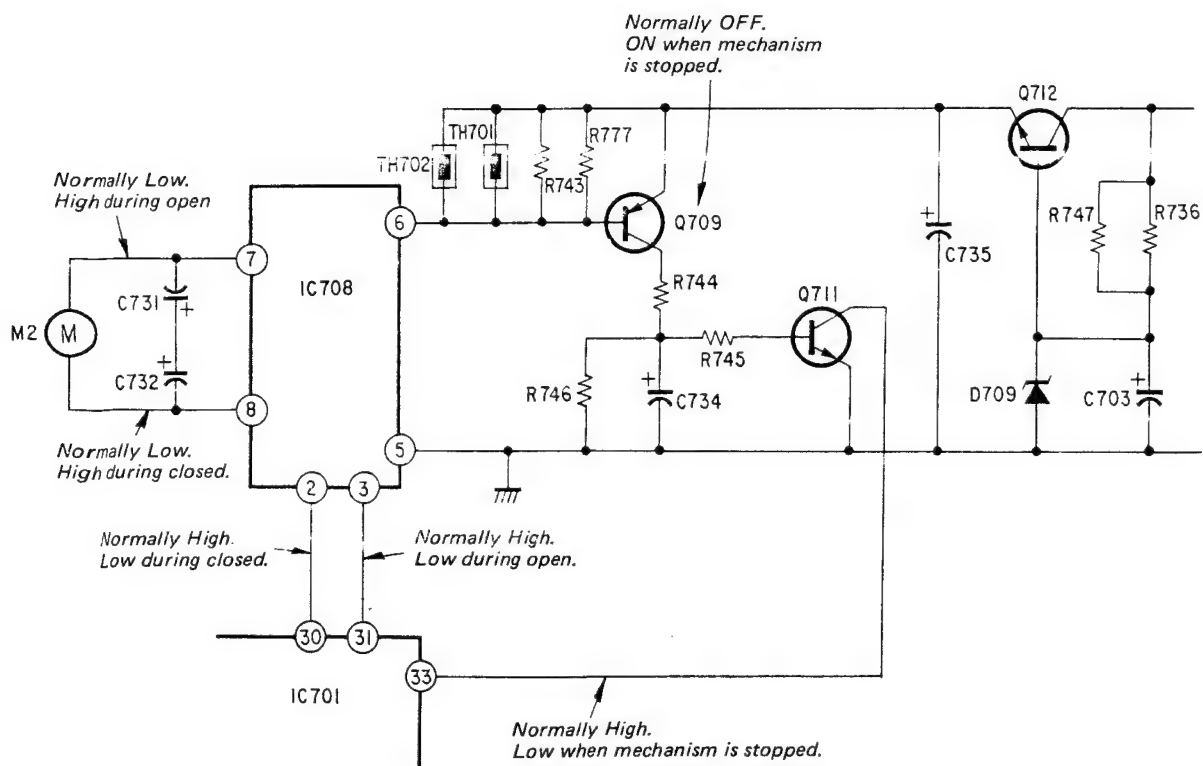 Normally OFF.
ON when mechanism
is stopped.
Q712
TH701
R777
TH702
R743
Normally Low.
High during open
6
Q709
R747
R736
C735
7
R744
IC708
Q711
C731
+
M2
M
R745
C732
+
R746
+
C734
D709
C703
+
8
Normally Low.
High during closed.
5
2
3
Normally High.
Low during closed.
Normally High.
Low during open.
30
31
33
IC701
Normally High.
Low when mechanism is stopped.